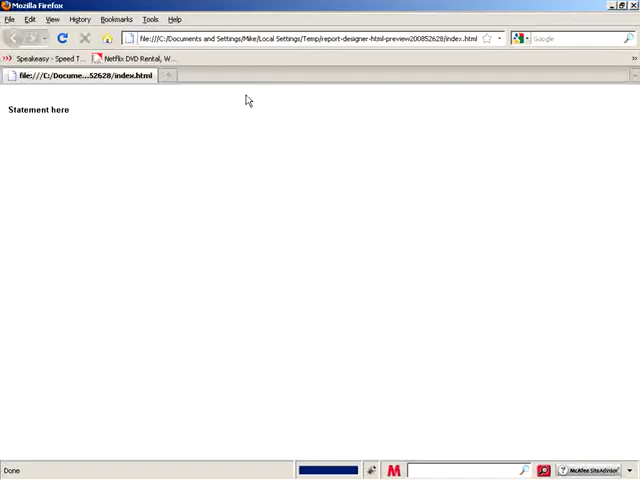 Mozilla Firefox
File Edit View History Bookmarks Tools Help
file:///C:/Documents and Settings/Mike/Local Settings/Temp/report-designer-html-preview200852628/index.html
Google
Speakeasy - Speed T... Netflix DVD Rental, W...
file:///C:/Docume...52628/index.html
Statement here
Done
M
? McAfee SiteAdvisor